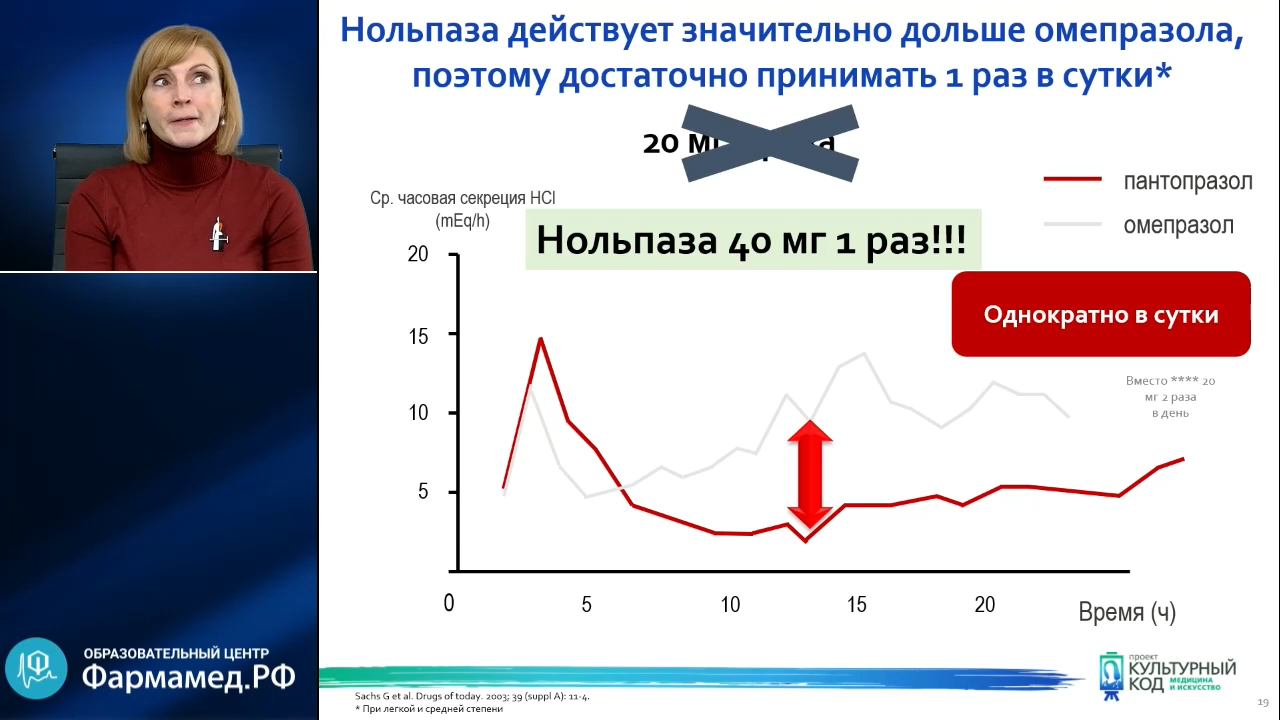 Нольпаза действует значительно дольше омепразола,
поэтому достаточно принимать 1 раз в сутки*
20
Ср. часовая секреция HCl
(mEq/h)
пантопразол
омепразол
Нольпаза 40 мг 1 раз!!!
Однократно в сутки
Вместо **** 20
мг 2 раза
в день
20
15
10
5
0
5
10
15
20
Время (ч)
ОБРАЗОВАТЕЛЬНЫЙ ЦЕНТР
Фармамед.РФ
проект
КУЛЬТУРНЫЙ
КОД
МЕДИЦИНА
И ИСКУССТВО
Sachs G et al. Drugs of today. 2003; 39 (suppl A): 11-4.
* При легкой и средней степени
19